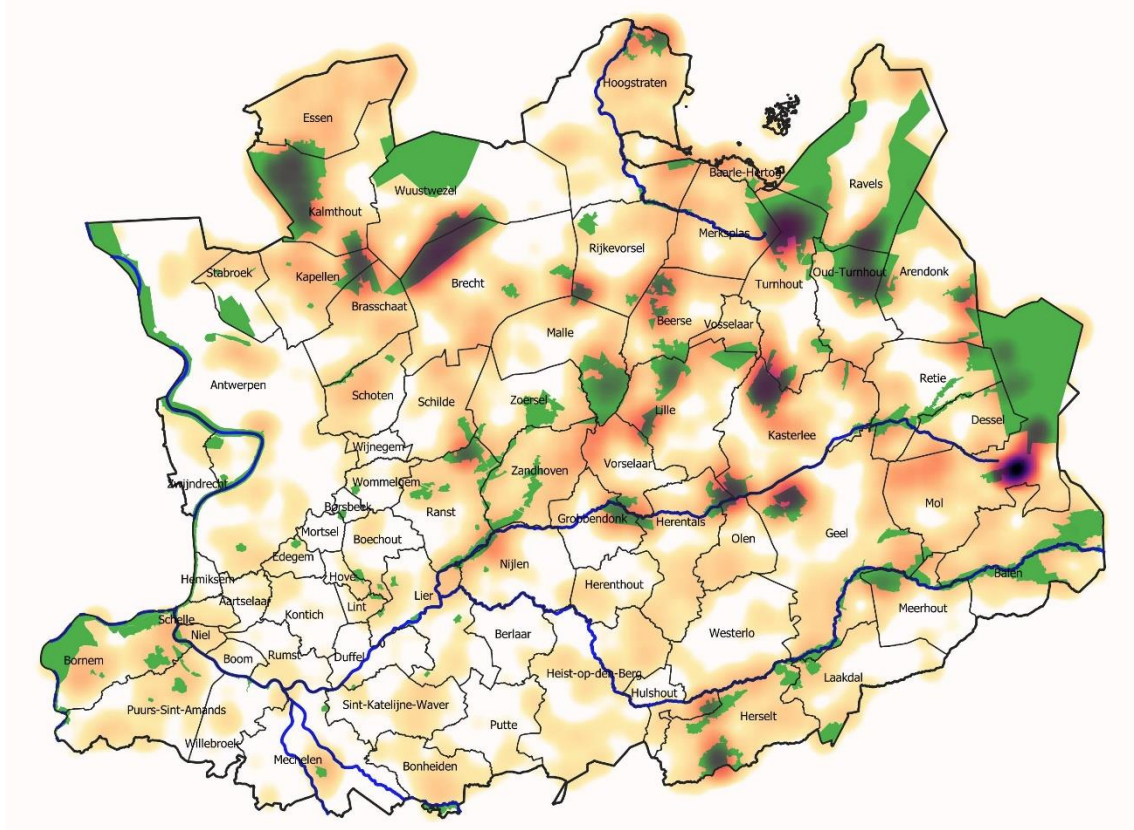 Hoogstraten
Essen
Baarle-Hertog
Ravels
Wuustwezel
Kalmthout
Merksplas
Rijkevorsel
Stabroek
Kapellen
Brecht
Turnhout
Oud-Turnhout
Arendonk
Brasschaat
Beerse
Vosselaar
Malle
Retie
Antwerpen
Schoten
Schilde
Zoersel
Lille
Dessel
Kasterlee
Wijnegem
Vorselaar
Zandhoven
Zwijndrecht
Wommelgem
Mol
Borsbeek
Ranst
Grobbendonk
Herentals
Mortsel
Boechout
Olen
Geel
Edegem
Nijlen
Hemiksem
Hove
Balen
Herenthout
Aartselaar
Lint
Lier
Meerhout
Kontich
Schelle
Niel
Westerlo
Berlaar
Rumst
Duffel
Boom
Bornem
Heist-op-den-Berg
Laakdal
Hulshout
Puurs-Sint-Amands
Sint-Katelijne-Waver
Herselt
Putte
Willebroek
Mechelen
Bonheiden